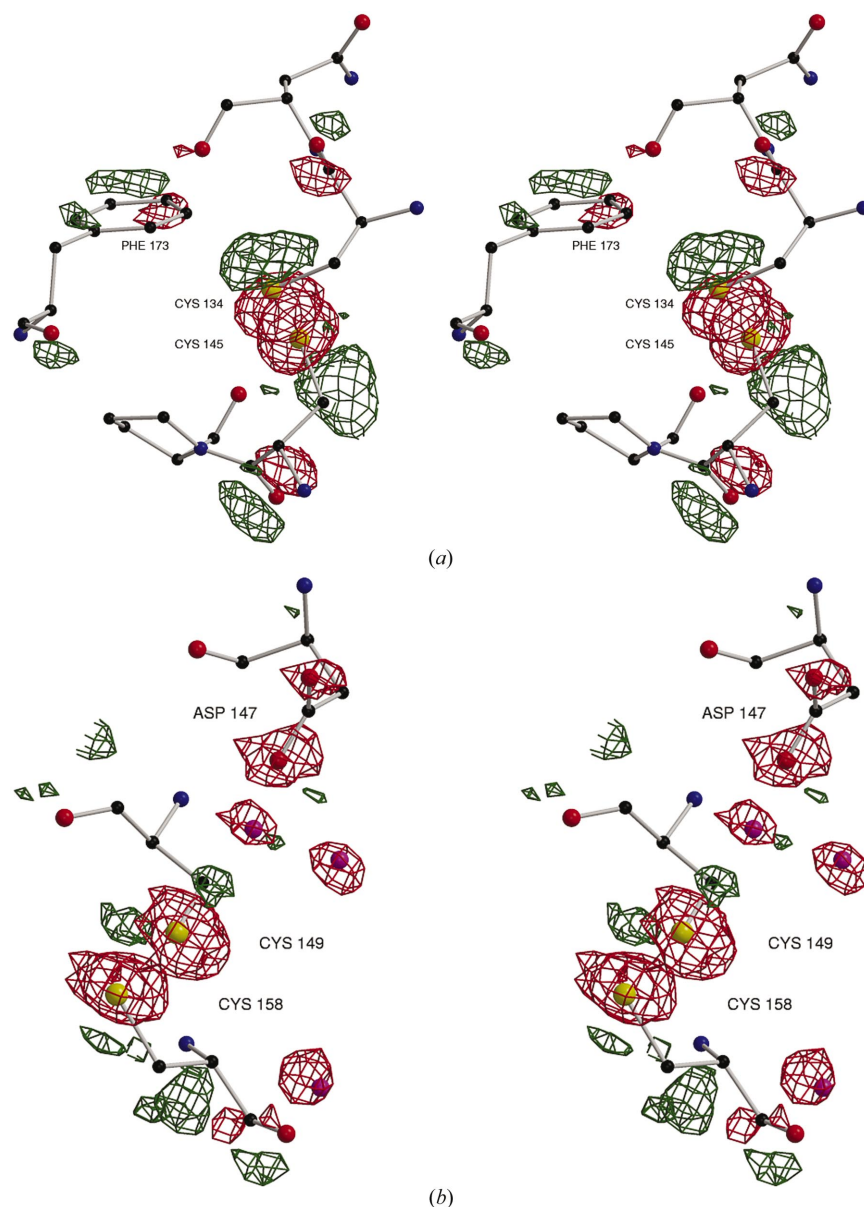 PHE 173 PHE 173
CYS 134 CYS 134
CYS 145 CYS 145
(a)
ASP 147 ASP 147
CYS 149 CYS 149
CYS 158 CYS 158
(b)